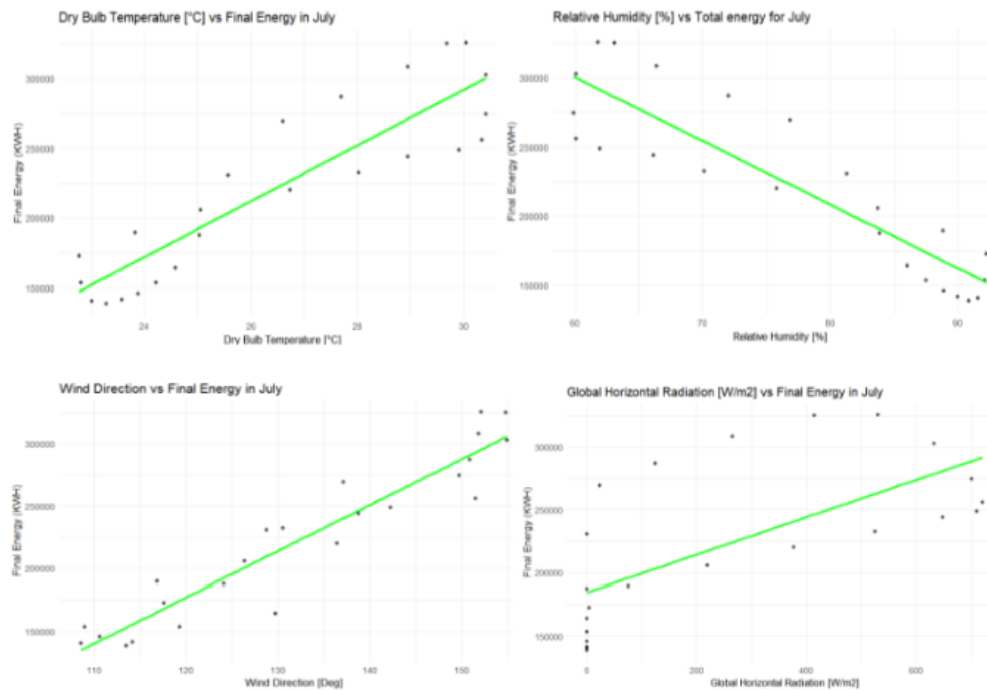 Dry Bulb Temperature [°C] vs Final Energy in July
Final Energy (KWH)
300000
250000
200000
150000
24 26 28 30
Dry Bulb Temperature [°C]
Relative Humidity [%] vs Total energy for July
Final Energy (KWH)
300000
250000
200000
150000
60 70 80 90
Relative Humidity [%]
Wind Direction vs Final Energy in July
Final Energy (KWH)
300000
250000
200000
150000
110 120 130 140 150
Wind Direction [Deg]
Global Horizontal Radiation [W/m2] vs Final Energy in July
Final Energy (KWH)
300000
250000
200000
150000
0 200 400 600
Global Horizontal Radiation [W/m2]